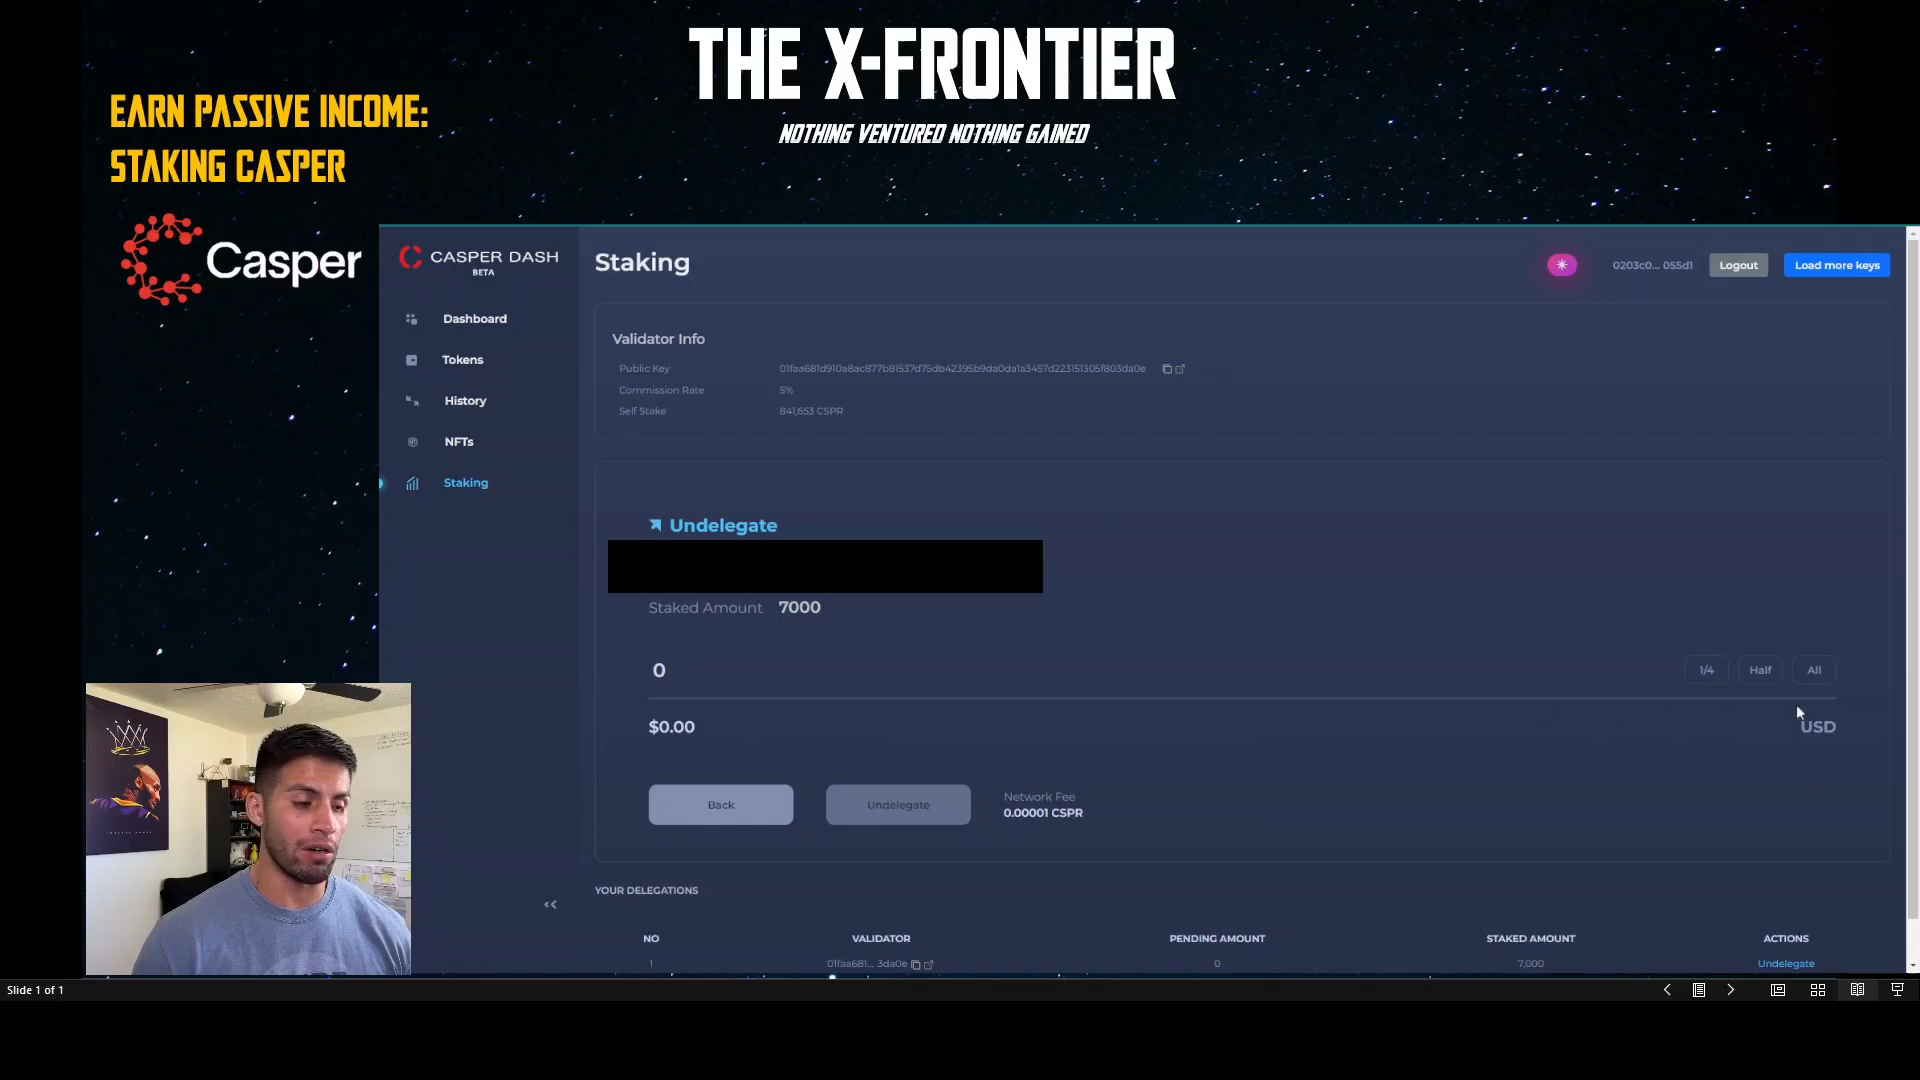 THE X-FRONTIER
NOTHING VENTURED NOTHING GAINED
EARN PASSIVE INCOME:
STAKING CASPER
Casper
CASPER DASH
BETA
Dashboard
Tokens
History
NFTs
Staking
Staking
0203c0... 055d1
Logout
Load more keys
Validator Info
Public Key 01faa681d910a8ac877b81537d75db42395b9da0da1a3457d223151305f803da0e
Commission Rate 5%
Self Stake 841,653 CSPR
Undelegate
Staked Amount 7000
0
1/4 Half All
$0.00 USD
Back Undelegate
Network Fee
0.00001 CSPR
YOUR DELEGATIONS
NO VALIDATOR PENDING AMOUNT STAKED AMOUNT ACTIONS
1 01faa681... 3da0e 0 7,000 Undelegate
Slide 1 of 1